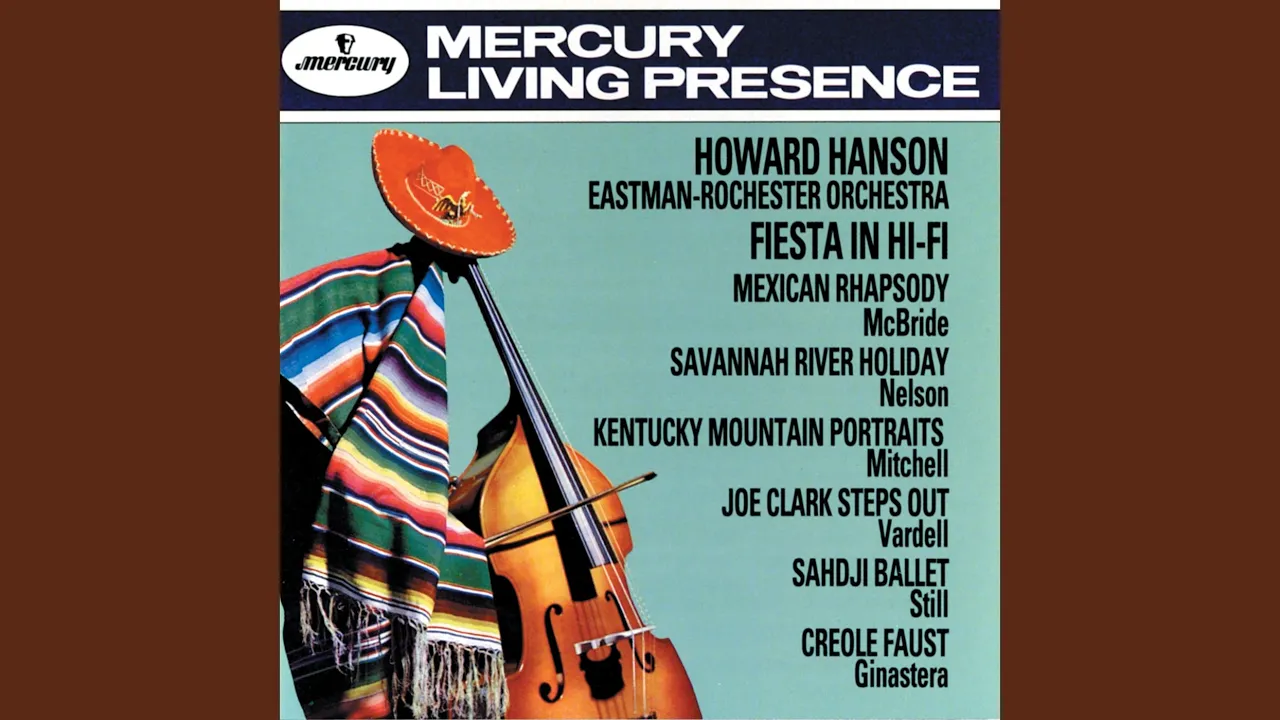 mercury
MERCURY
LIVING PRESENCE
HOWARD HANSON
EASTMAN-ROCHESTER ORCHESTRA
FIESTA IN HI-FI
MEXICAN RHAPSODY
McBride
SAVANNAH RIVER HOLIDAY
Nelson
KENTUCKY MOUNTAIN PORTRAITS
Mitchell
JOE CLARK STEPS OUT
Vardell
SAHDJI BALLET
Still
CREOLE FAUST
Ginastera